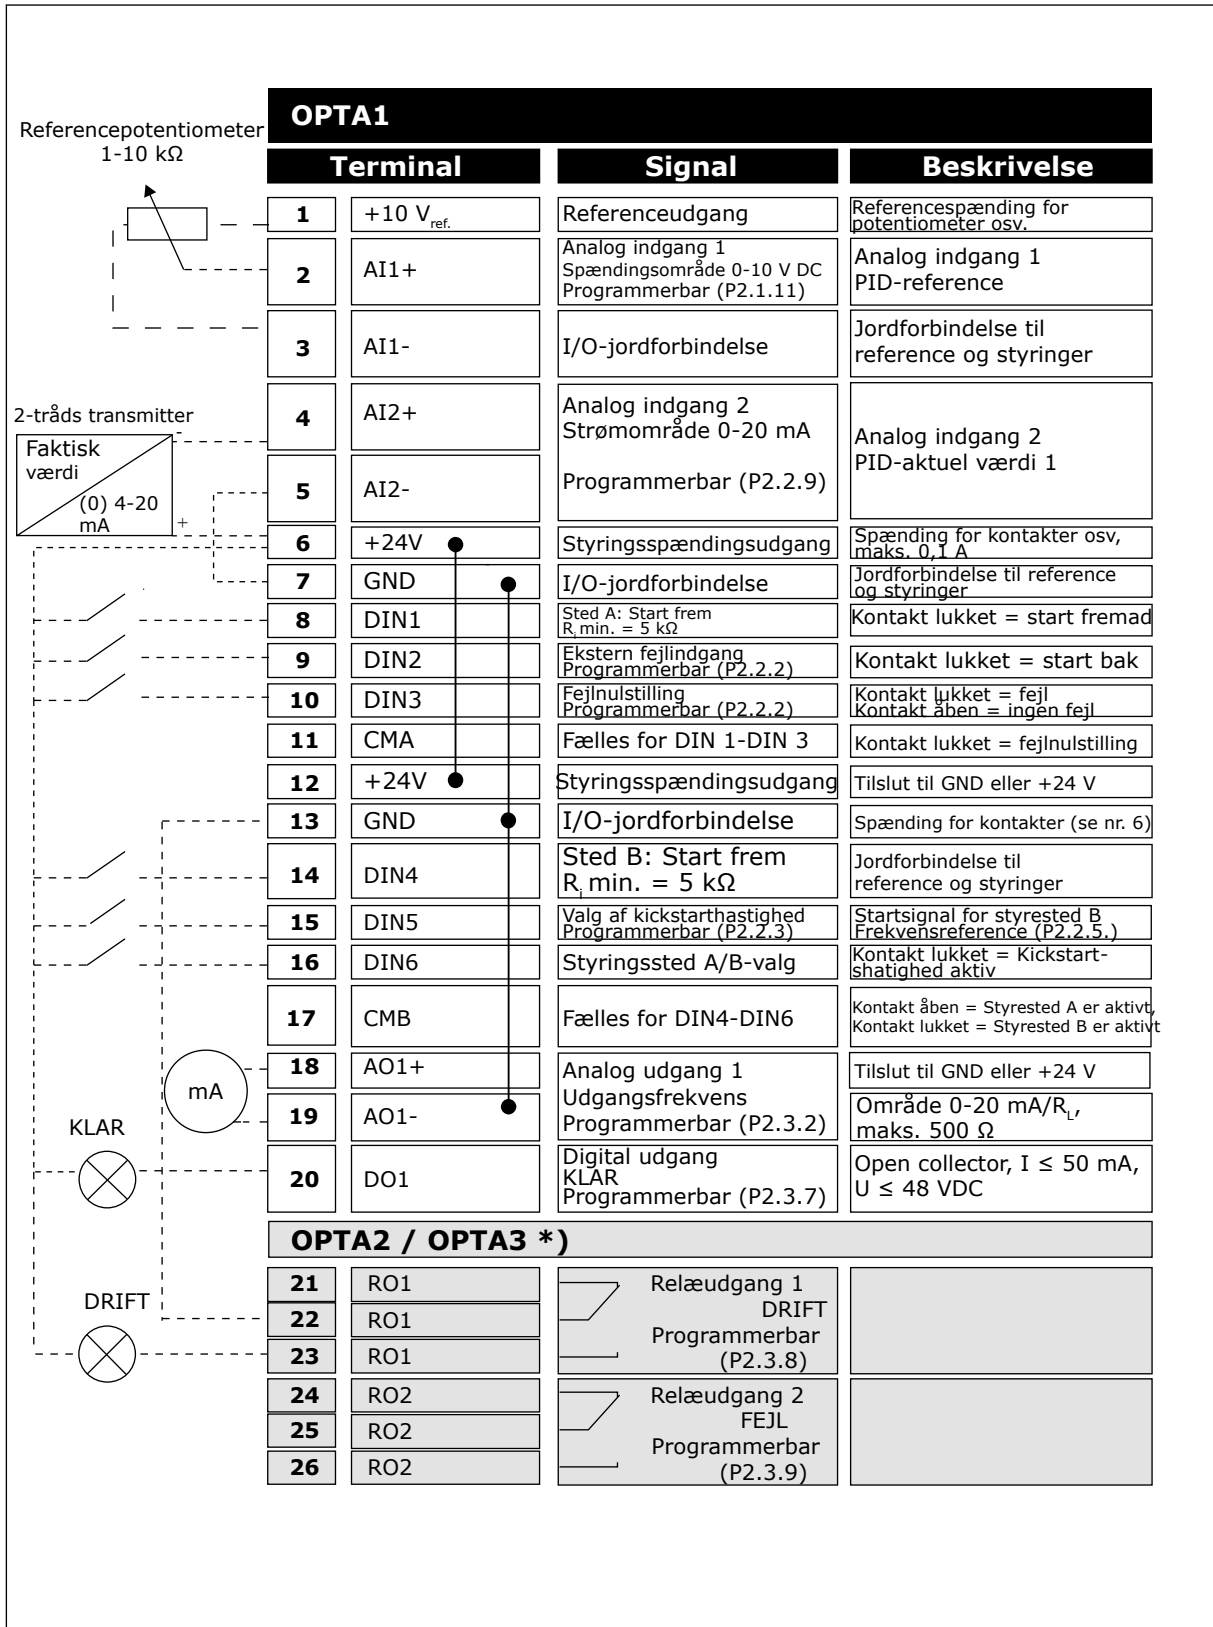 OPTA1
Referencepotentiometer
1-10 kΩ
Terminal
Signal
Beskrivelse
1
+10 Vref.
Referenceudgang
Referencespænding for
potentiometer osv.
2
AI1+
Analog indgang 1
Spændingsområde 0-10 V DC
Programmerbar (P2.1.11)
Analog indgang 1
PID-reference
3
AI1-
I/O-jordforbindelse
Jordforbindelse til
reference og styringer
2-tråds transmitter
-
Faktisk
værdi
(0) 4-20
mA
+
4
AI2+
Analog indgang 2
Strømområde 0-20 mA
Programmerbar (P2.2.9)
Analog indgang 2
PID-aktuel værdi 1
5
AI2-
6
+24V
Styringsspændingsudgang
Spænding for kontakter osv,
maks. 0,1 A
7
GND
I/O-jordforbindelse
Jordforbindelse til reference
og styringer
8
DIN1
Sted A: Start frem
Ri min. = 5 kΩ
Kontakt lukket = start fremad
9
DIN2
Ekstern fejlindgang
Programmerbar (P2.2.2)
Kontakt lukket = start bak
10
DIN3
Fejlnulstilling
Programmerbar (P2.2.2)
Kontakt lukket = fejl
Kontakt åben = ingen fejl
11
CMA
Fælles for DIN 1-DIN 3
Kontakt lukket = fejlnulstilling
12
+24V
Styringsspændingsudgang
Tilslut til GND eller +24 V
13
GND
I/O-jordforbindelse
Spænding for kontakter (se nr. 6)
14
DIN4
Sted B: Start frem
Ri min. = 5 kΩ
Jordforbindelse til
reference og styringer
15
DIN5
Valg af kickstarthastighed
Programmerbar (P2.2.3)
Startsignal for styrested B
Frekvensreference (P2.2.5.)
16
DIN6
Styringssted A/B-valg
Kontakt lukket = Kickstart-
shatighed aktiv
17
CMB
Fælles for DIN4-DIN6
Kontakt åben = Styrested A er aktivt,
Kontakt lukket = Styrested B er aktivt
mA
18
AO1+
Analog udgang 1
Udgangsfrekvens
Programmerbar (P2.3.2)
Tilslut til GND eller +24 V
19
AO1-
Område 0-20 mA/RL,
maks. 500 Ω
KLAR
20
DO1
Digital udgang
KLAR
Programmerbar (P2.3.7)
Open collector, I ≤ 50 mA,
U ≤ 48 VDC
OPTA2 / OPTA3 *)
DRIFT
21
RO1
22
RO1
23
RO1
Relæudgang 1
DRIFT
Programmerbar
(P2.3.8)
24
RO2
25
RO2
26
RO2
Relæudgang 2
FEJL
Programmerbar
(P2.3.9)